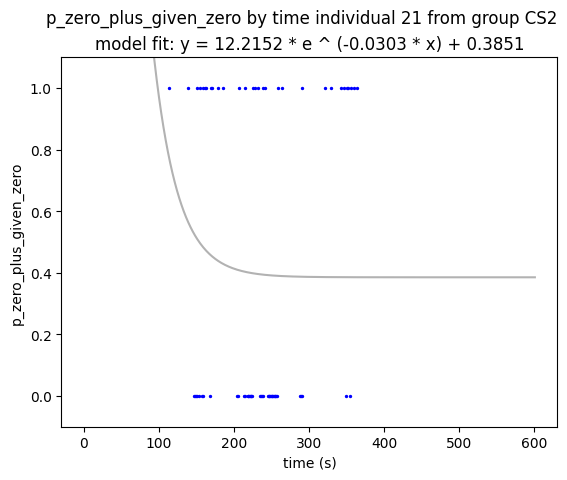 p_zero_plus_given_zero by time individual 21 from group CS2
model fit: y = 12.2152 * e ^ (-0.0303 * x) + 0.3851
1.0
0.8
0.6
0.4
0.2
0.0
p_zero_plus_given_zero
0 100 200 300 400 500 600
time (s)